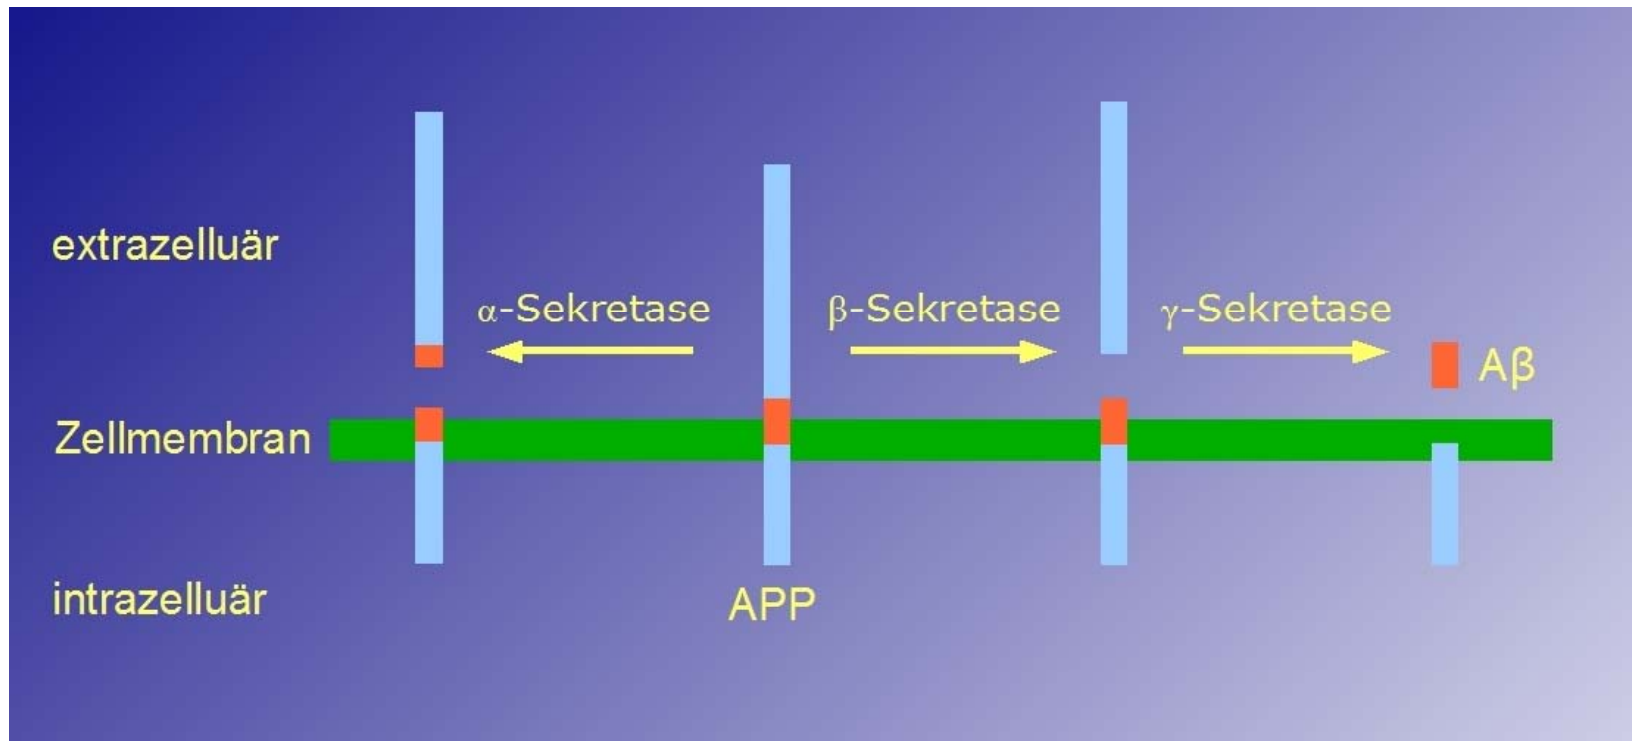 extrazelluär
α-Sekretase
β-Sekretase
γ-Sekretase
Aβ
Zellmembran
intrazelluär
APP